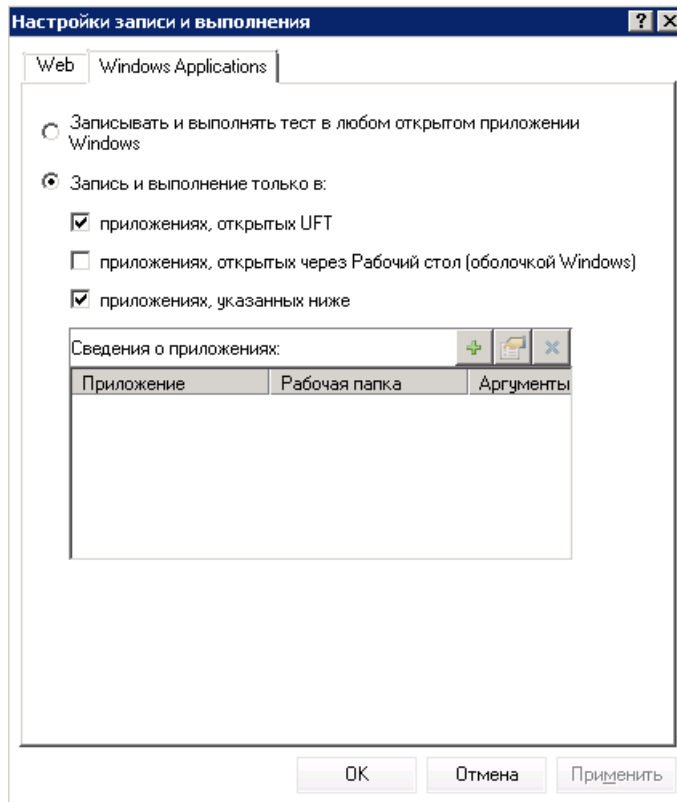 Настройки записи и выполнения
Web Windows Applications
Записывать и выполнять тест в любом открытом приложении
Windows
Запись и выполнение только в:
приложениях, открытых UFT
приложениях, открытых через Рабочий стол (оболочкой Windows)
приложениях, указанных ниже
Сведения о приложениях:
Приложение Рабочая папка Аргументы
OK Отмена Применить